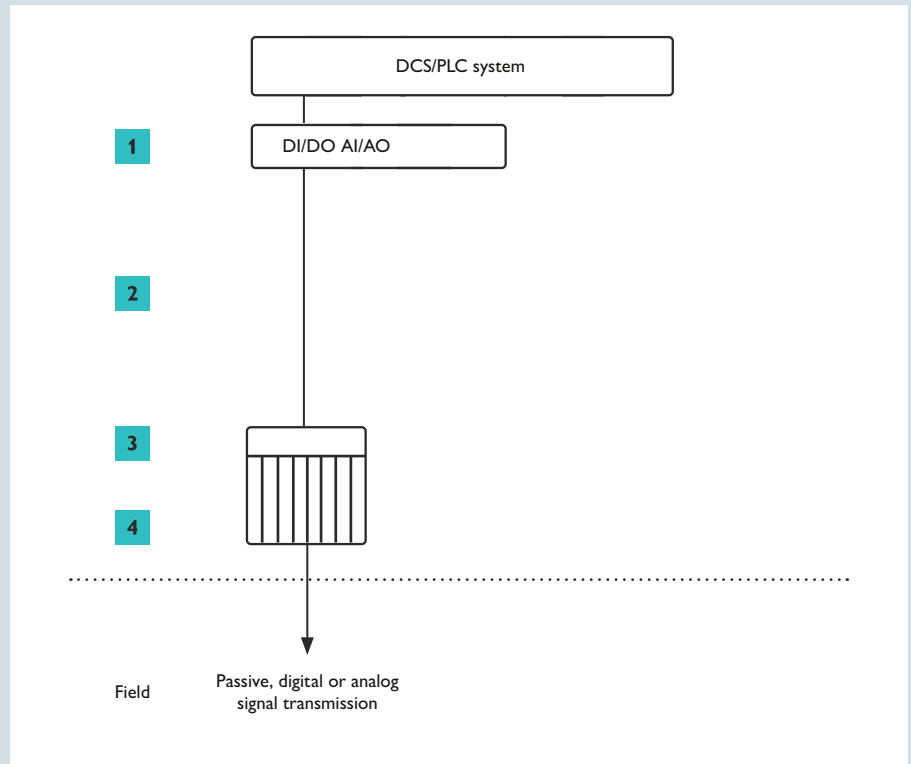 DCS/PLC system
1
DI/DO AI/AO
2
3
4
Field
Passive, digital or analog
signal transmission